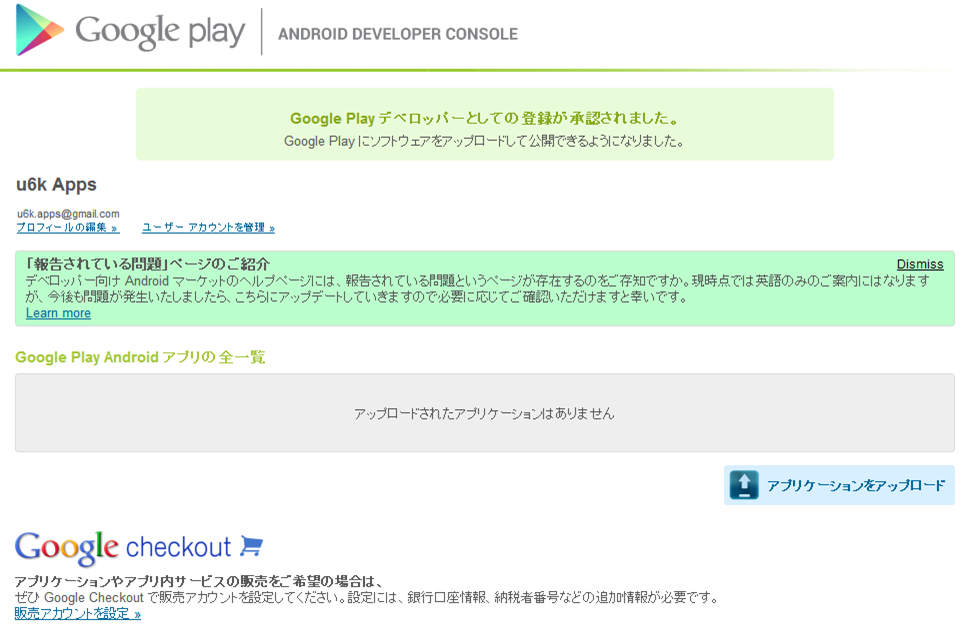 Google play ANDROID DEVELOPER CONSOLE
Google Play デベロッパーとしての登録が承認されました。
Google Play にソフトウェアをアップロードして公開できるようになりました。
u6k Apps
u6k.apps@gmail.com
プロフィールの編集 » ユーザー アカウントを管理 »
「報告されている問題」ページのご紹介 Dismiss
デベロッパー向け Android マーケットのヘルプページには、報告されている問題というページが存在するのをご存知ですか。現時点では英語のみのご案内にはなります
が、今後も問題が発生いたしましたら、こちらにアップデートしていきますので必要に応じてご確認いただけますと幸いです。
Learn more
Google Play Android アプリの全一覧
アップロードされたアプリケーションはありません
アプリケーションをアップロード
Google checkout
アプリケーションやアプリ内サービスの販売をご希望の場合は、
ぜひ Google Checkout で販売アカウントを設定してください。設定には、銀行口座情報、納税者番号などの追加情報が必要です。
販売アカウントを設定 »